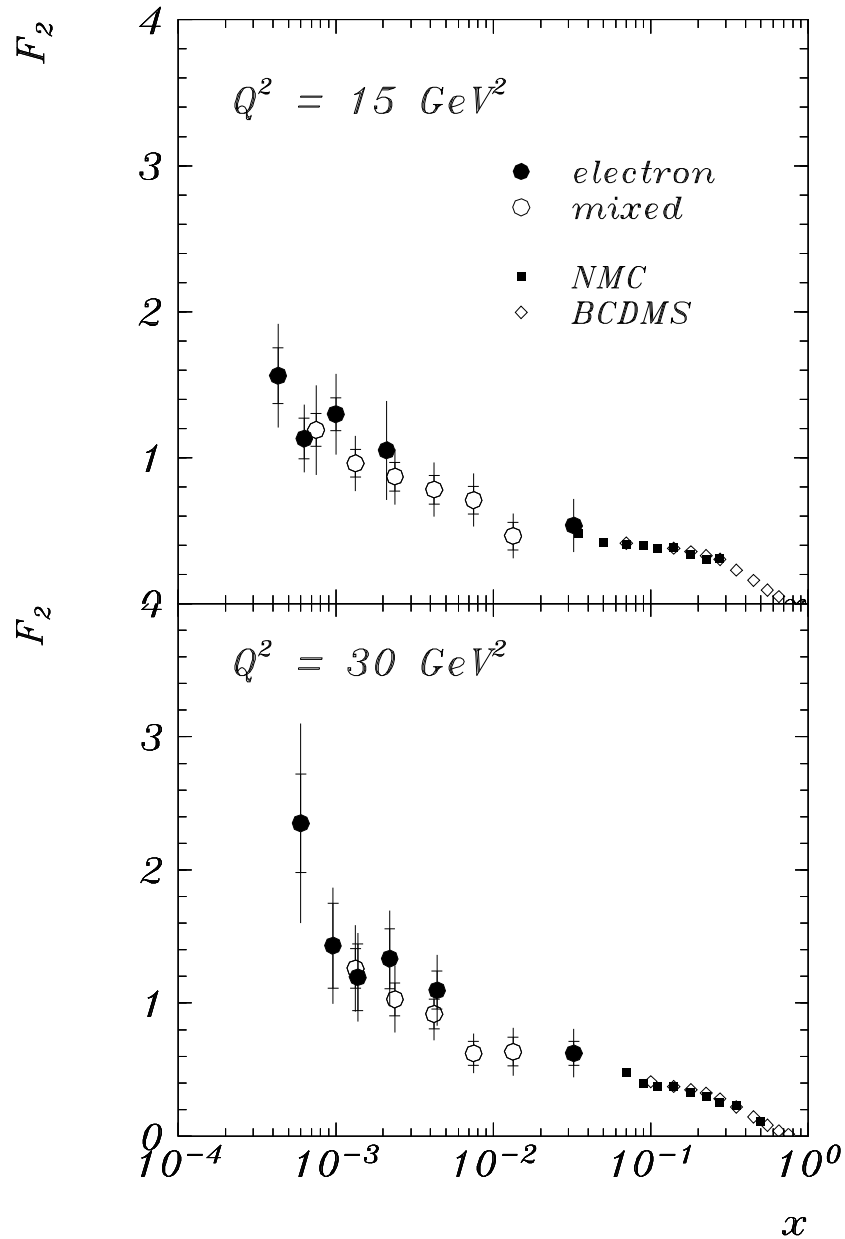 4
F₂
Q² = 15 GeV²
3
electron
mixed
NMC
BCDMS
2
1
0
4
F₂
Q² = 30 GeV²
3
2
1
0
10⁻⁴ 10⁻³ 10⁻² 10⁻¹ 10⁰
x